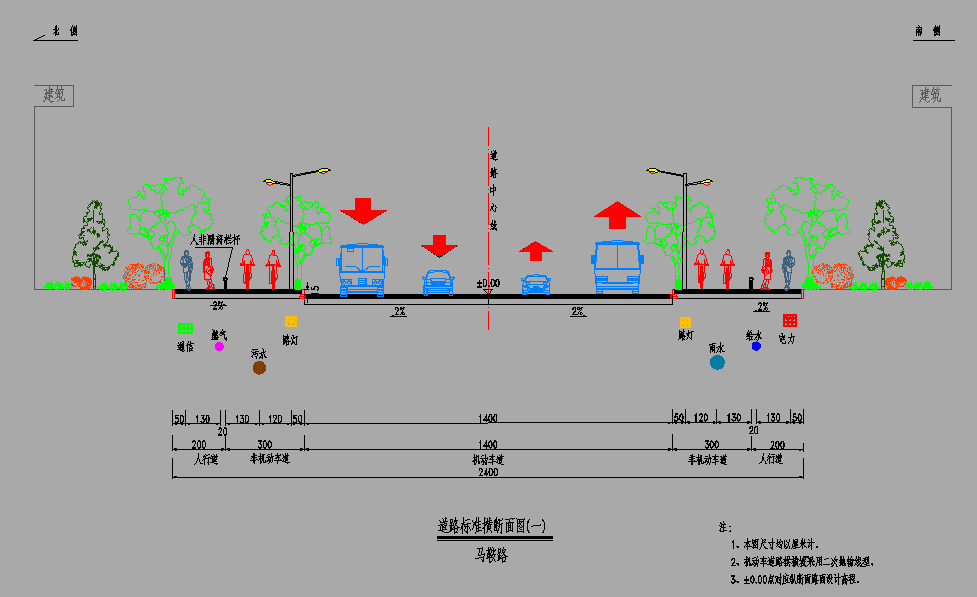 北 侧
南 侧
建筑
建筑
道路中心线
人非隔离栏杆
±0.00
5
2%
2%
2%
2%
通信
燃气
污水
路灯
路灯
雨水
给水
电力
50 130 130 120 50 1400 50 120 130 130 50
20 20
200 300 1400 300 200
人行道 非机动车道 机动车道 非机动车道 人行道
2400
道路标准横断面图(一)
马鞍路
注:
1、本图尺寸均以厘米计.
2、机动车道路拱横坡采用二次抛物线型.
3、±0.00点对应纵断面路面设计高程.